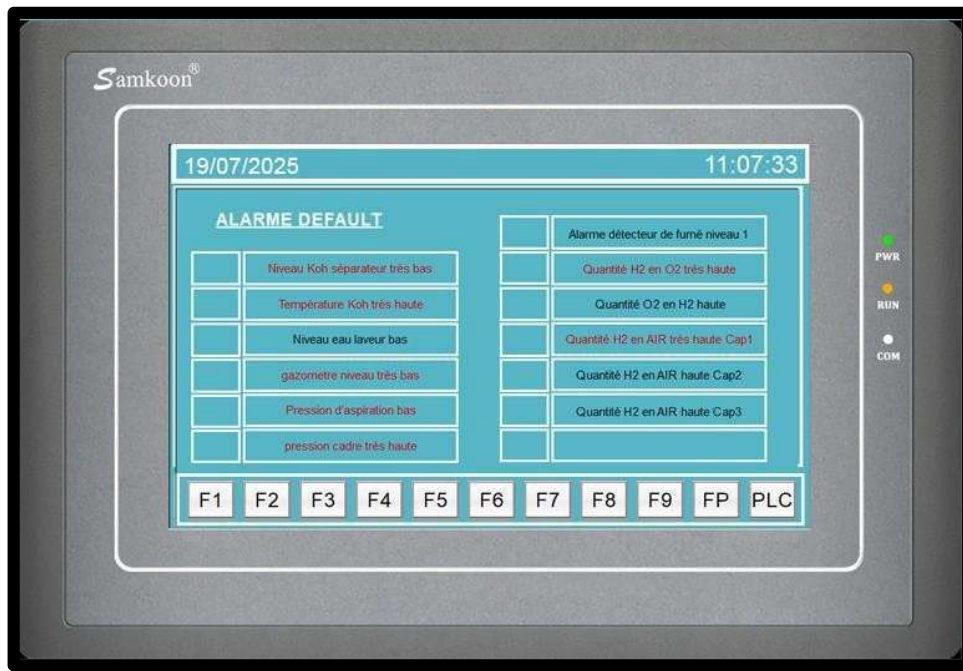 Samkoon®
19/07/2025 11:07:33
ALARME DEFAULT
Niveau Koh séparateur très bas
Température Koh très haute
Niveau eau laveur bas
gazometre niveau très bas
Pression d'aspiration bas
pression cadre très haute
Alarme détecteur de fumé niveau 1
Quantité H2 en O2 très haute
Quantité O2 en H2 haute
Quantité H2 en AIR très haute Cap1
Quantité H2 en AIR haute Cap2
Quantité H2 en AIR haute Cap3
F1 F2 F3 F4 F5 F6 F7 F8 F9 FP PLC
PWR
RUN
COM